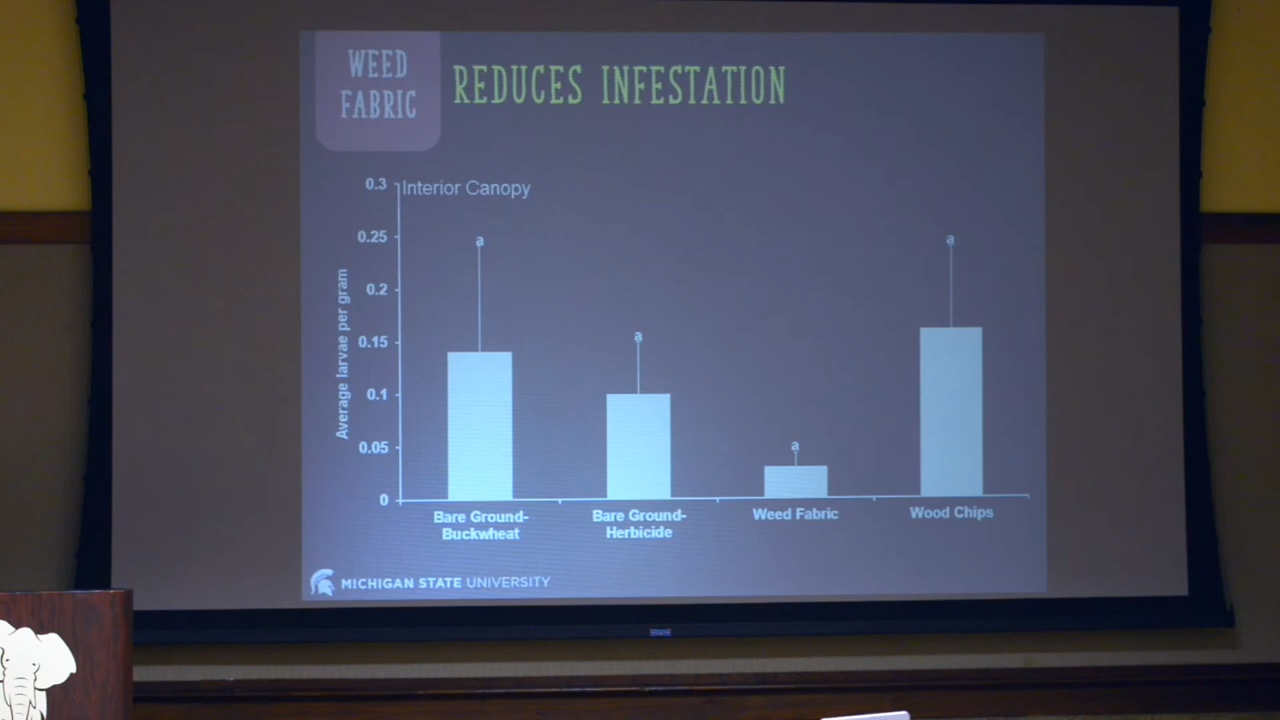 WEED
FABRIC
REDUCES INFESTATION
Interior Canopy
Average larvae per gram
0.3
0.25
0.2
0.15
0.1
0.05
0
a
a
a
a
Bare Ground-
Buckwheat
Bare Ground-
Herbicide
Weed Fabric
Wood Chips
MICHIGAN STATE UNIVERSITY